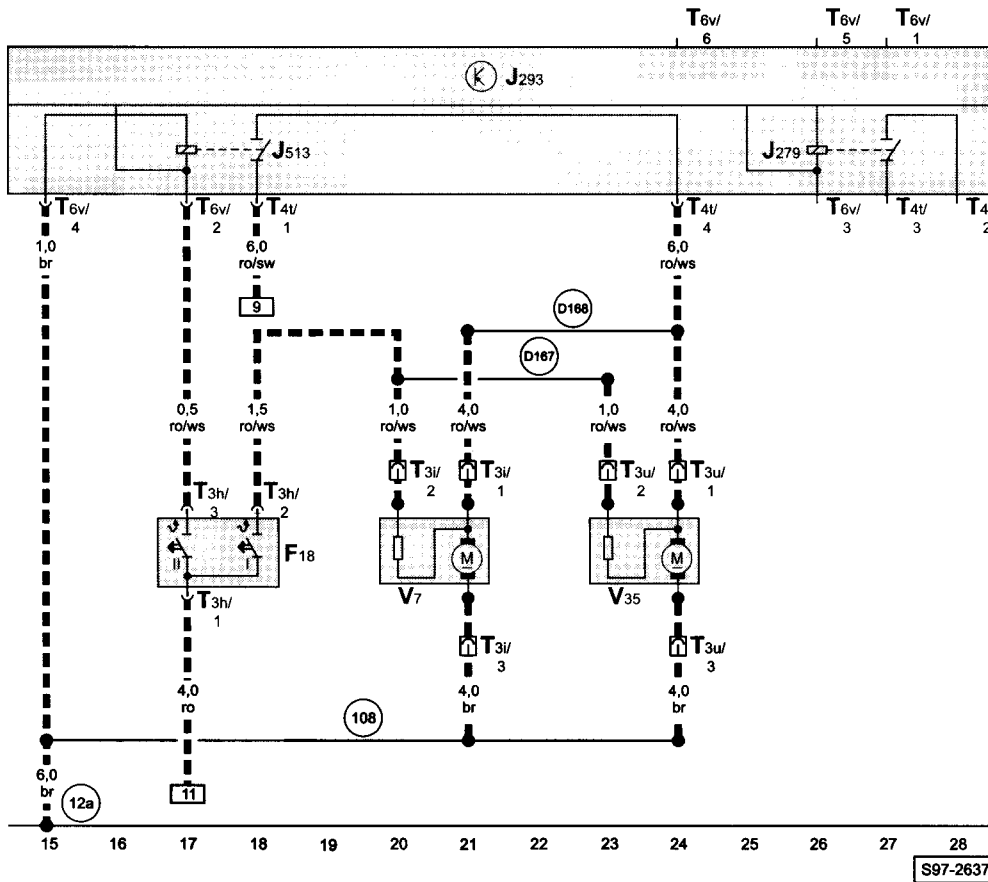 T6v/ T6v/ T6v/
6 5 1
J293
J513 J279
T6v/ T6v/ T4t/ T4t/ T6v/ T4t/ T4
4 2 1 4 3 3 2
1,0 6,0 6,0
br ro/sw ro/ws
9
D168
D167
0,5 1,5 1,0 4,0 1,0 4,0
ro/ws ro/ws ro/ws ro/ws ro/ws ro/ws
T3i/ T3i/ T3u/ T3u/
2 1 2 1
T3h/ T3h/
3 2
II I F18
M M
V7 V35
T3h/
1
T3i/ T3u/
3 3
4,0 4,0 4,0
ro br br
108
6,0
br
12a
11
15 16 17 18 19 20 21 22 23 24 25 26 27 28
S97-2637